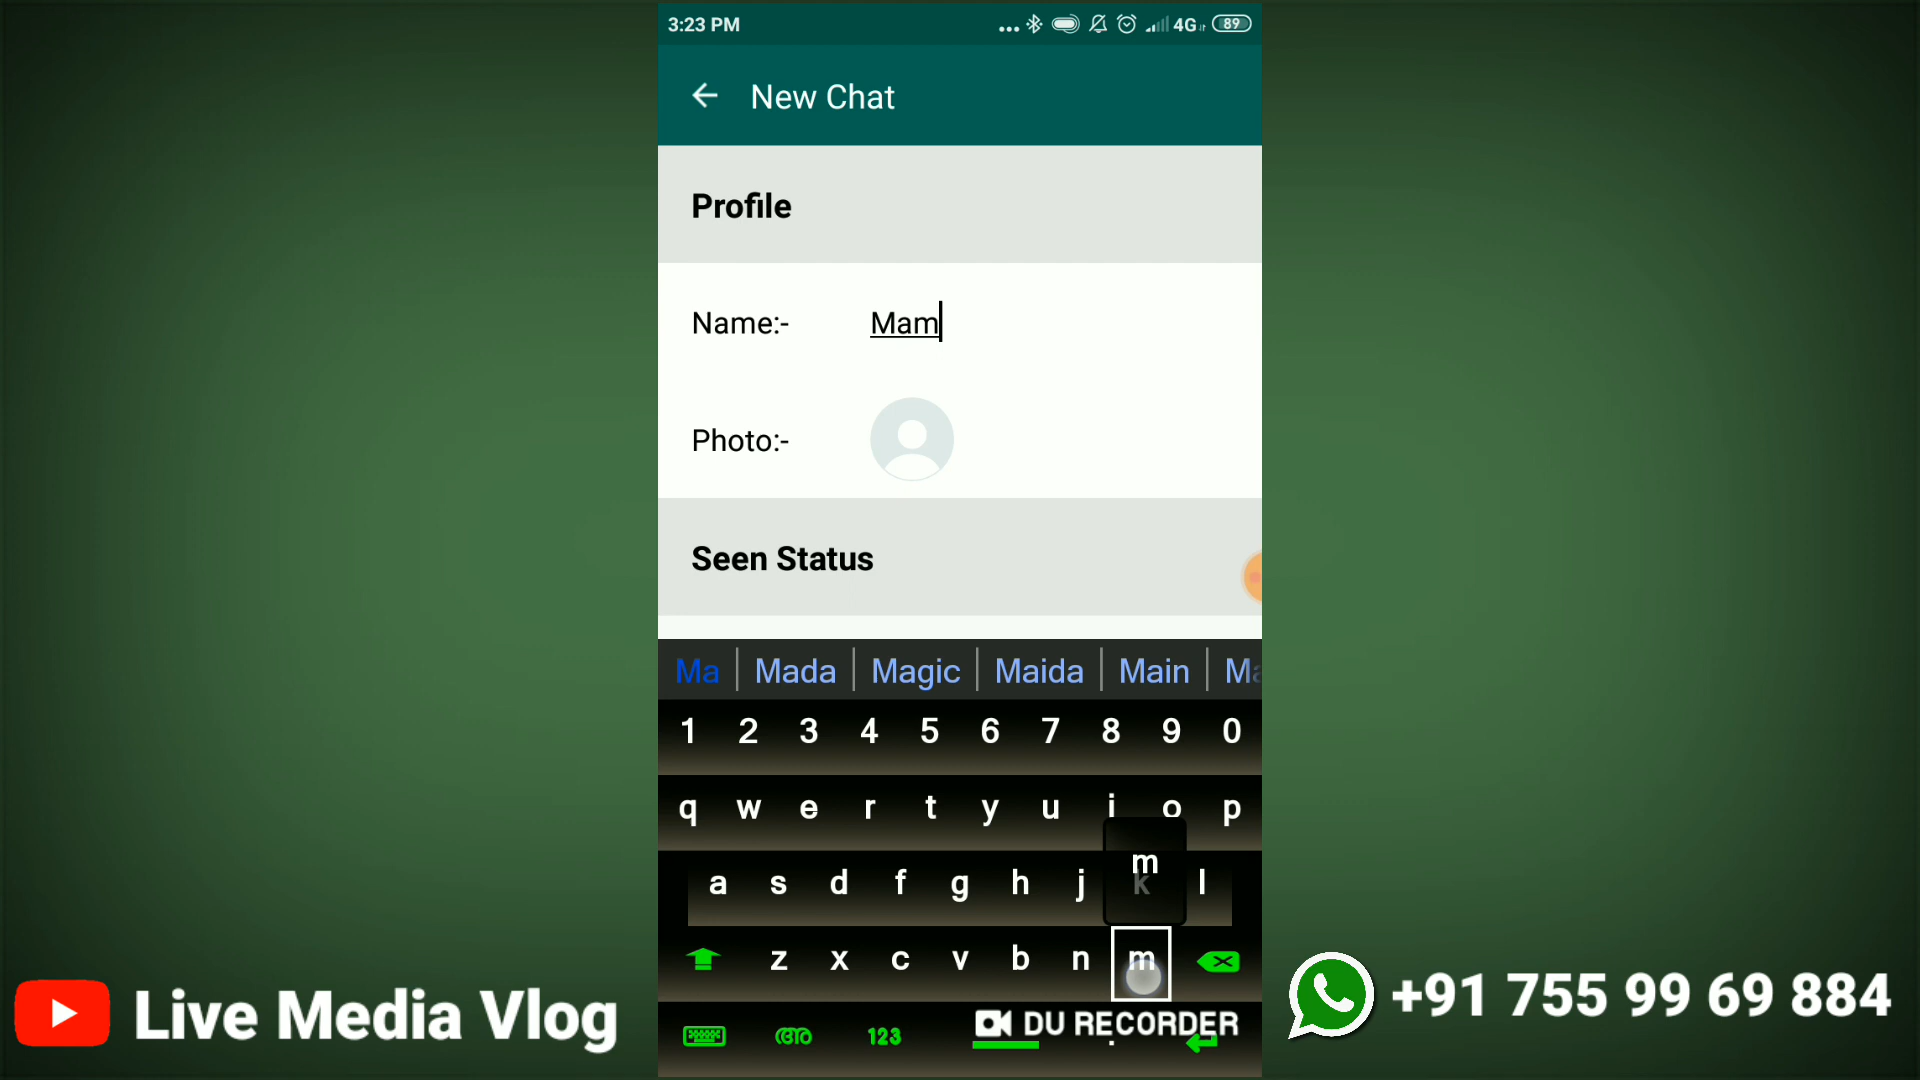 3:23 PM
4G
89
New Chat
Profile
Name:-
Mam
Photo:-
Seen Status
Ma
Mada
Magic
Maida
Main
Ma
1 2 3 4 5 6 7 8 9 0
q w e r t y u i o p
m
a s d f g h j k l
z x c v b n m
അ
123
DU RECORDER
.
Live Media Vlog
+91 755 99 69 884